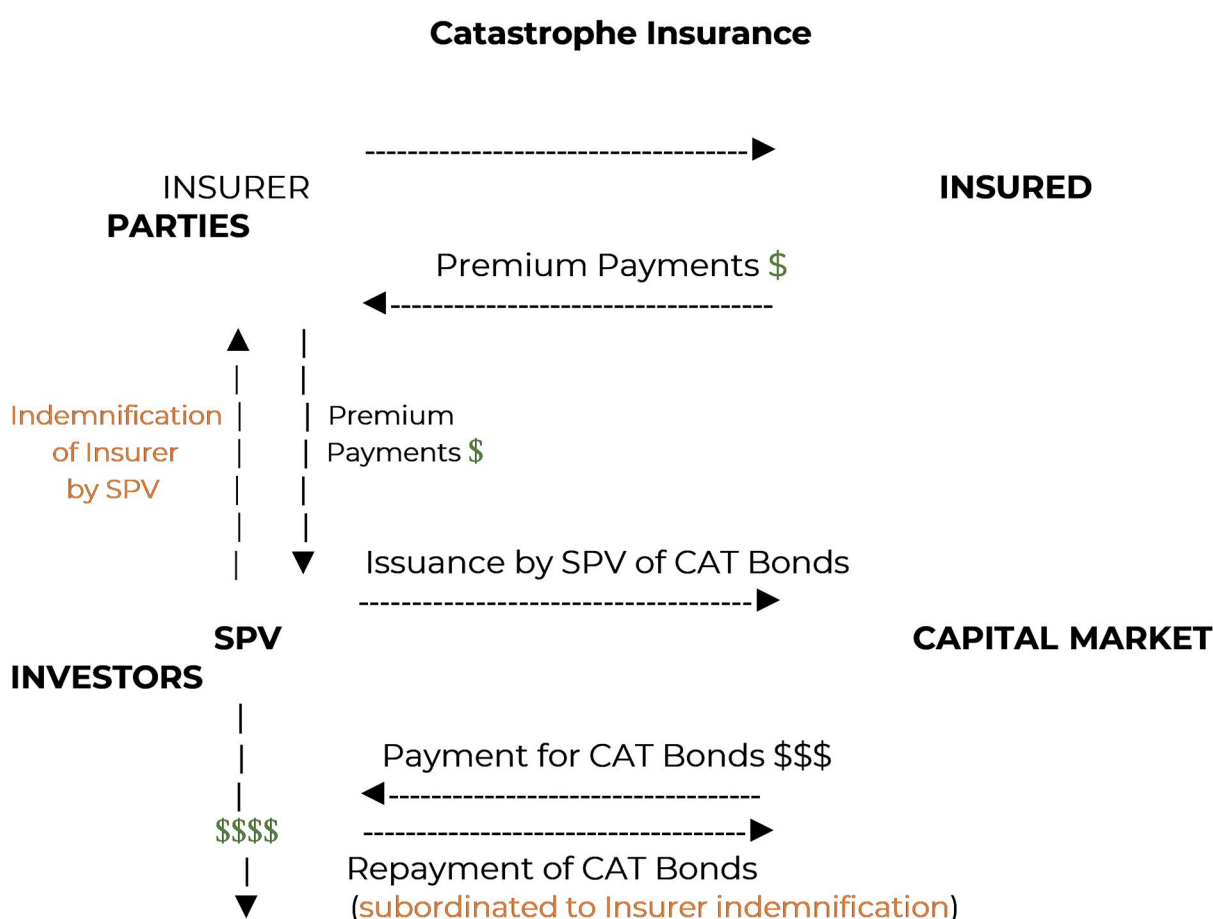 Catastrophe Insurance
-----------------------------------►
INSURER INSURED
PARTIES
Premium Payments $
◄-----------------------------------
▲ |
| |
Indemnification | | Premium
of Insurer | | Payments $
by SPV | |
| |
| ▼ Issuance by SPV of CAT Bonds
------------------------------------►
SPV CAPITAL MARKET
INVESTORS
|
| Payment for CAT Bonds $$$
| ◄----------------------------------
$$$$ -----------------------------------►
| Repayment of CAT Bonds
▼ (subordinated to Insurer indemnification)